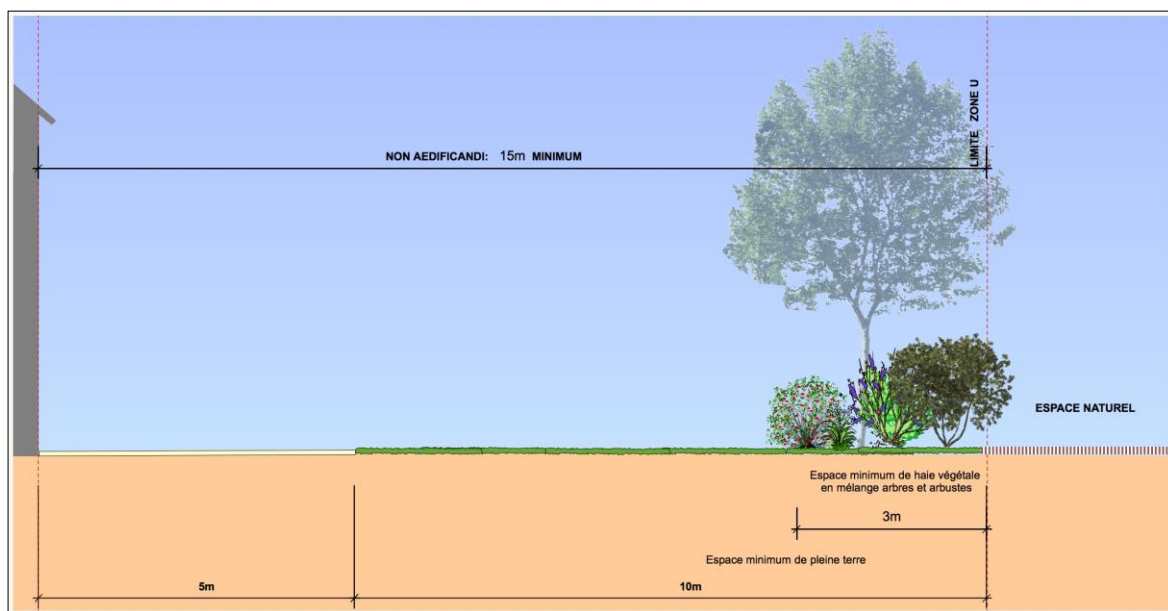 LIMITE ZONE U
NON AEDIFICANDI: 15m MINIMUM
ESPACE NATUREL
Espace minimum de haie végétale
en mélange arbres et arbustes
3m
Espace minimum de pleine terre
5m
10m